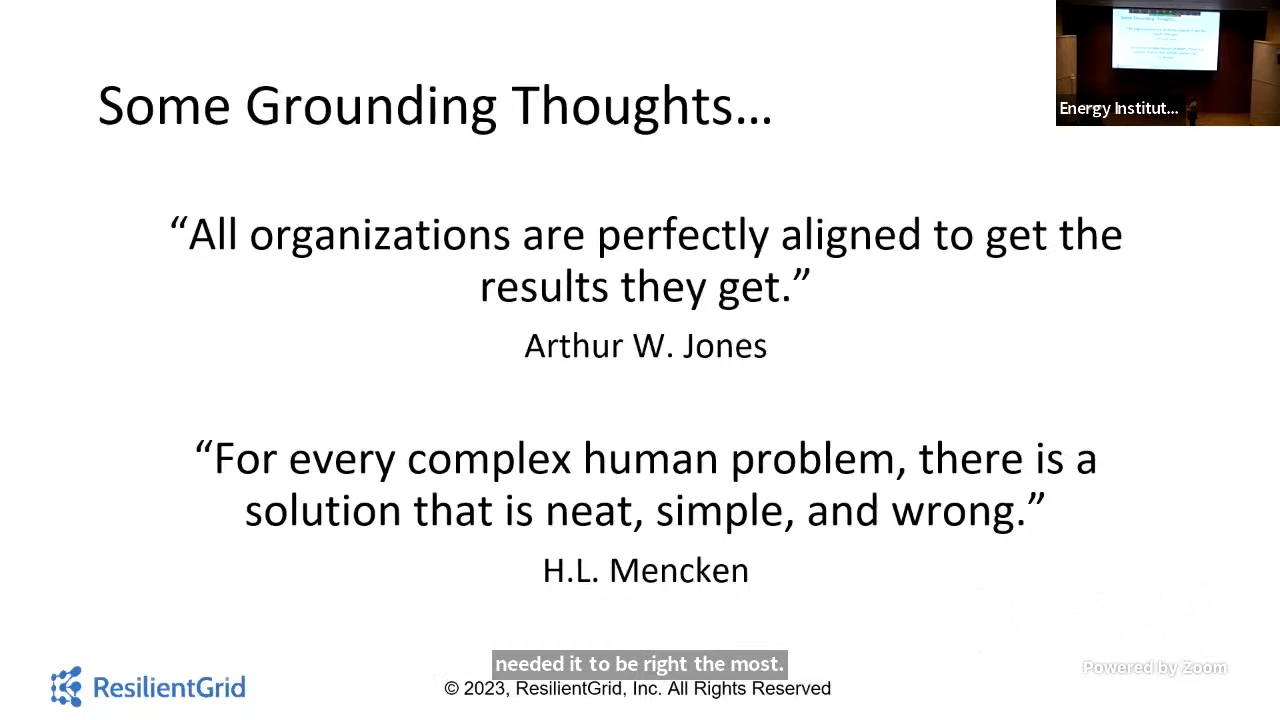 Some Grounding Thoughts…
Energy Institut...
“All organizations are perfectly aligned to get the
results they get.”
Arthur W. Jones
“For every complex human problem, there is a
solution that is neat, simple, and wrong.”
H.L. Mencken
needed it to be right the most.
ResilientGrid
© 2023, ResilientGrid, Inc. All Rights Reserved
Powered by Zoom